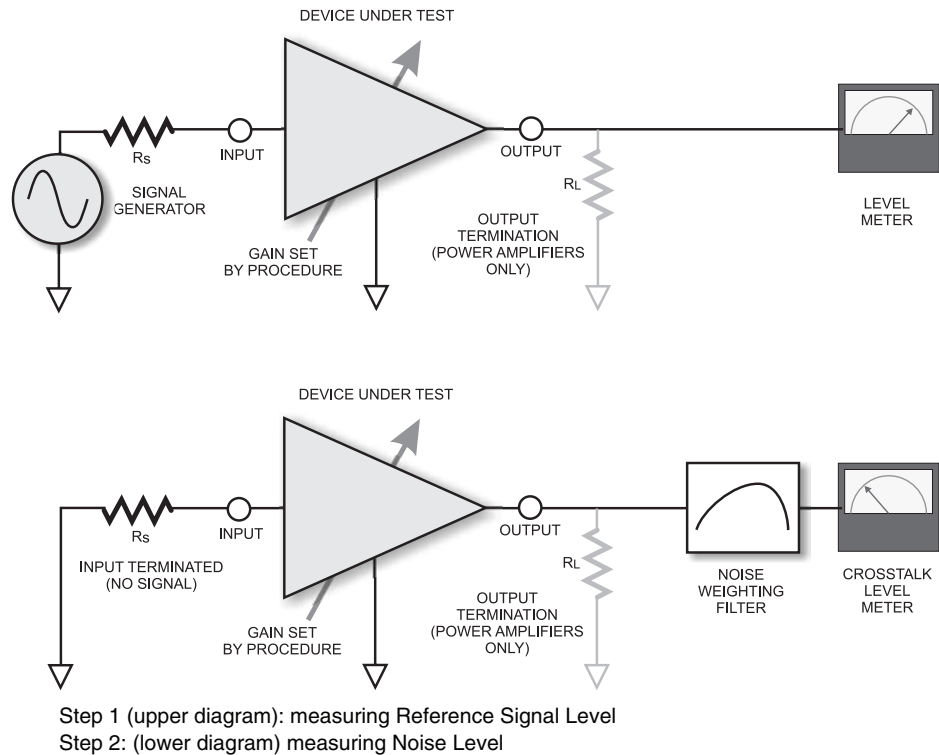 DEVICE UNDER TEST
Rs
INPUT
OUTPUT
SIGNAL
GENERATOR
RL
OUTPUT
TERMINATION
(POWER AMPLIFIERS
ONLY)
LEVEL
METER
GAIN SET
BY PROCEDURE
DEVICE UNDER TEST
Rs
INPUT
OUTPUT
INPUT TERMINATED
(NO SIGNAL)
RL
OUTPUT
TERMINATION
(POWER AMPLIFIERS
ONLY)
NOISE
WEIGHTING
FILTER
CROSSTALK
LEVEL
METER
GAIN SET
BY PROCEDURE
Step 1 (upper diagram): measuring Reference Signal Level
Step 2: (lower diagram) measuring Noise Level